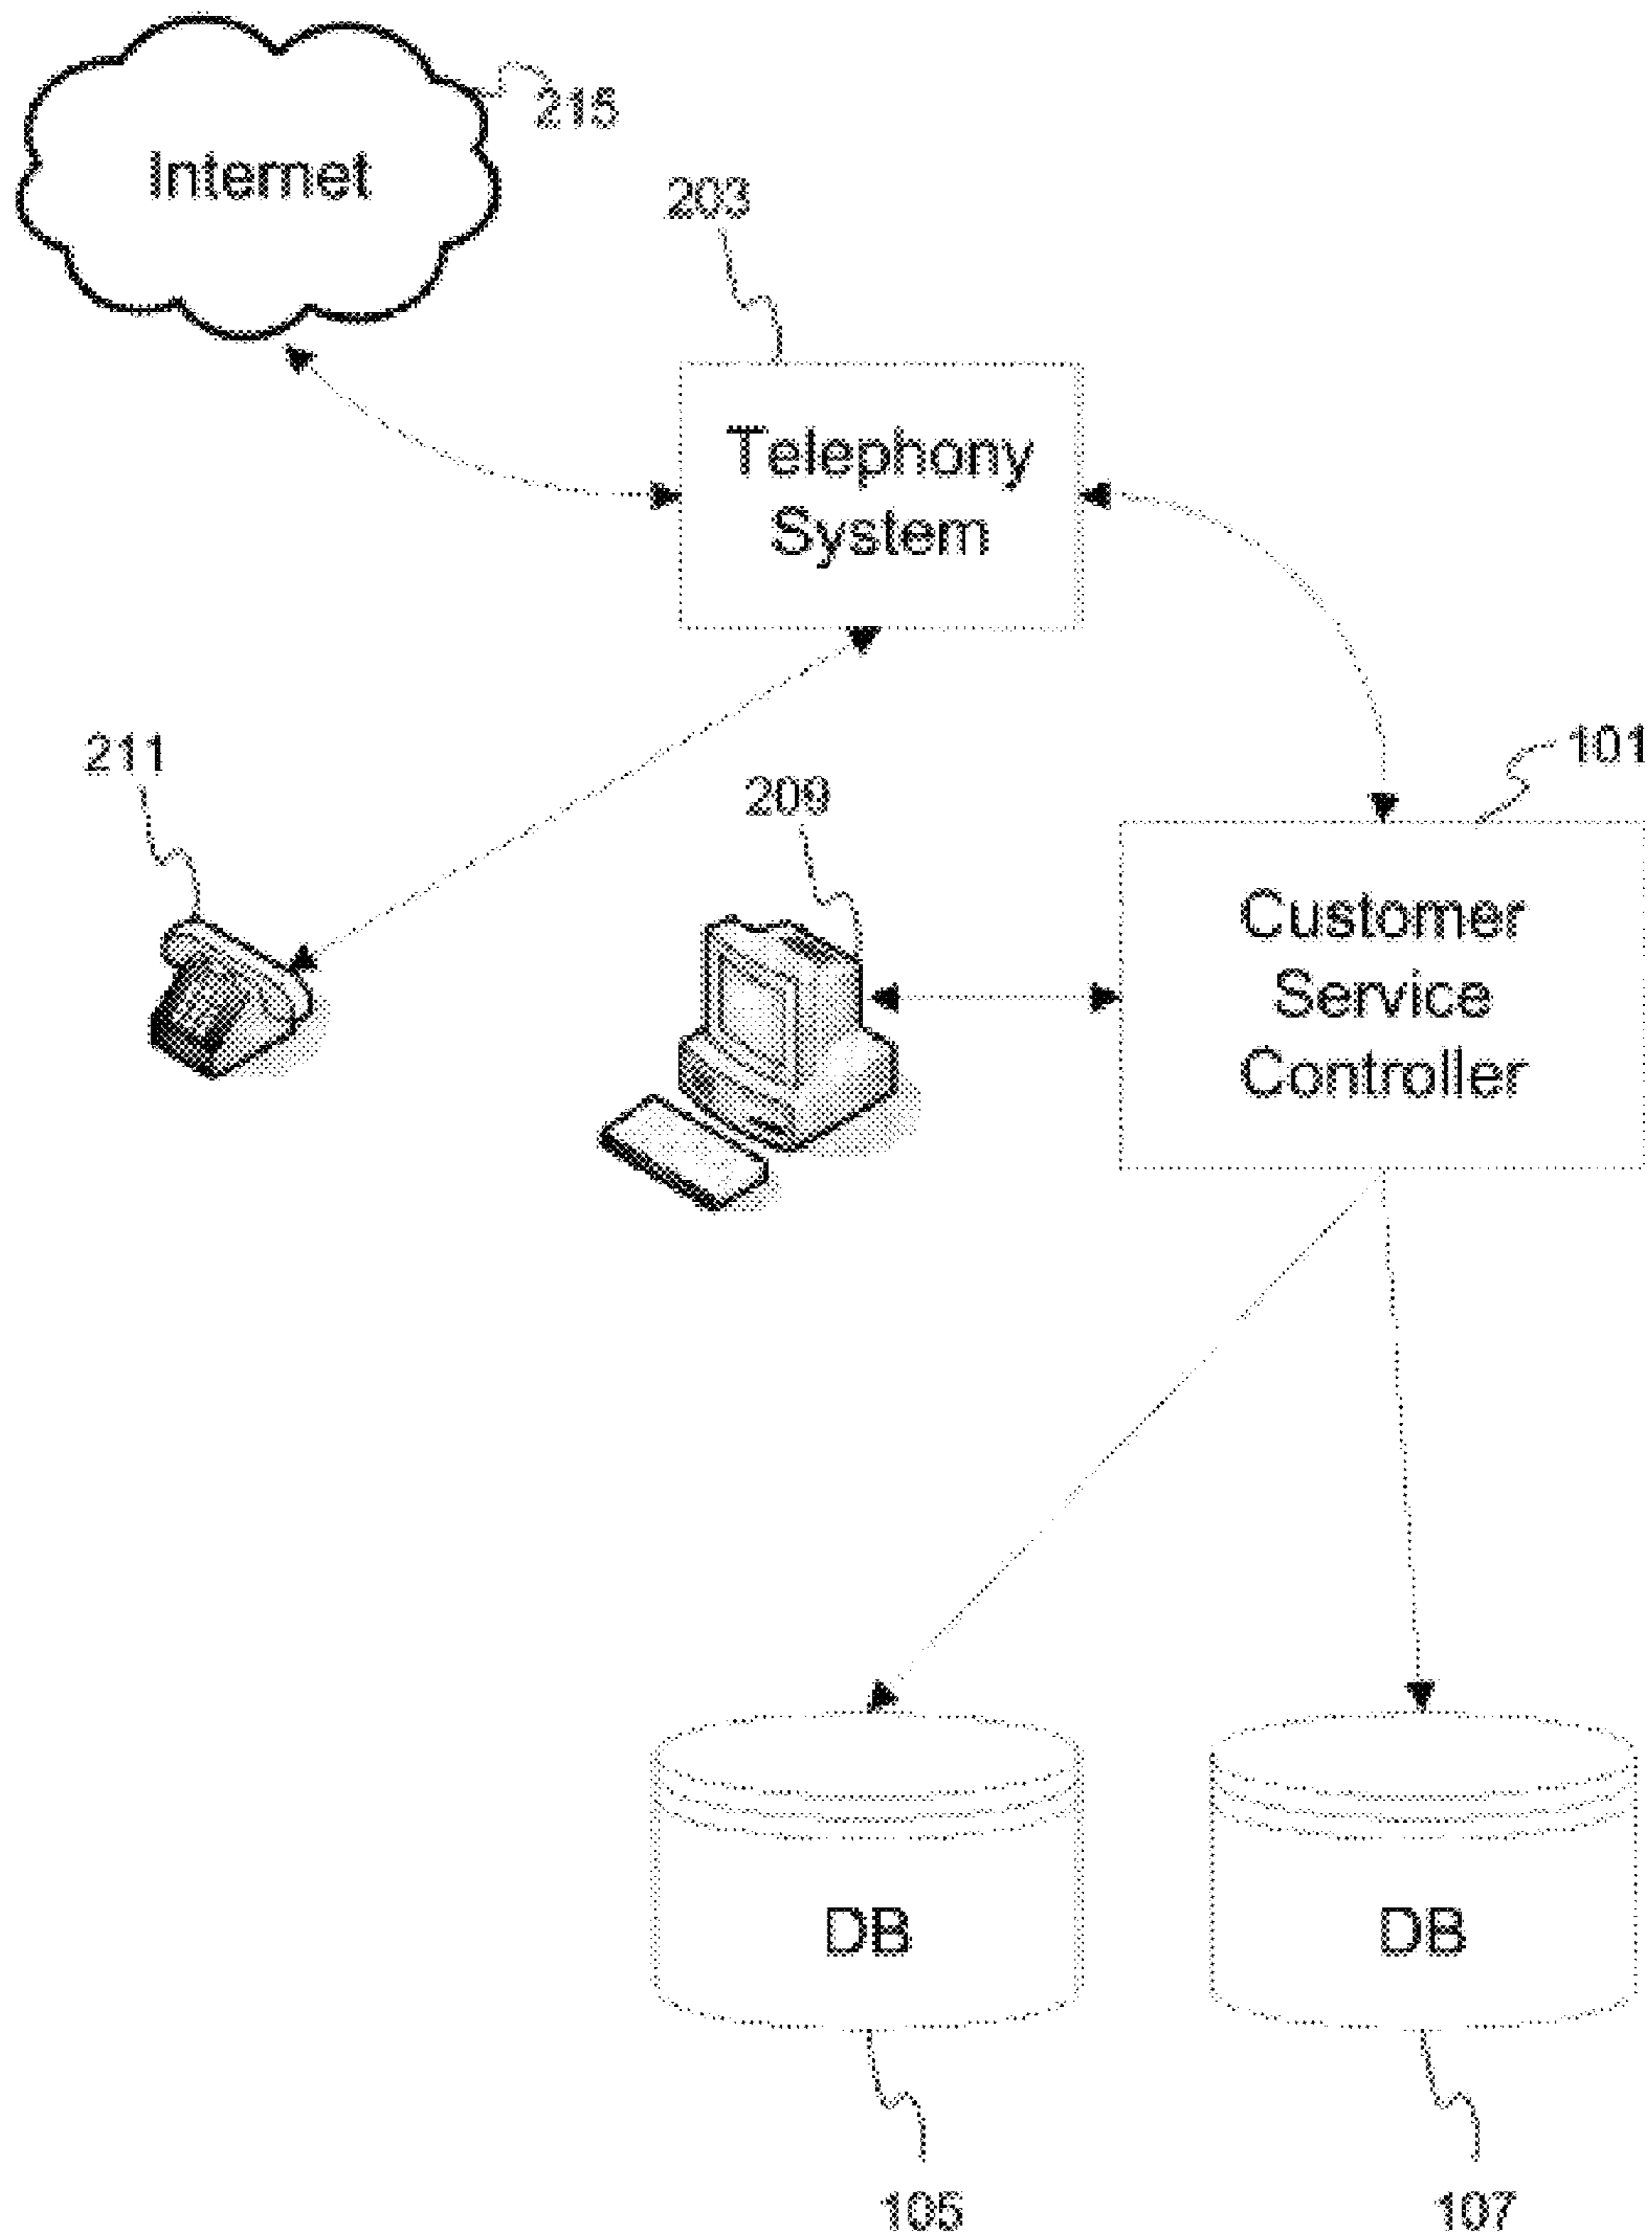 215
Internet
203
Telephony
System
211
209
101
Customer
Service
Controller
DB
DB
105
107